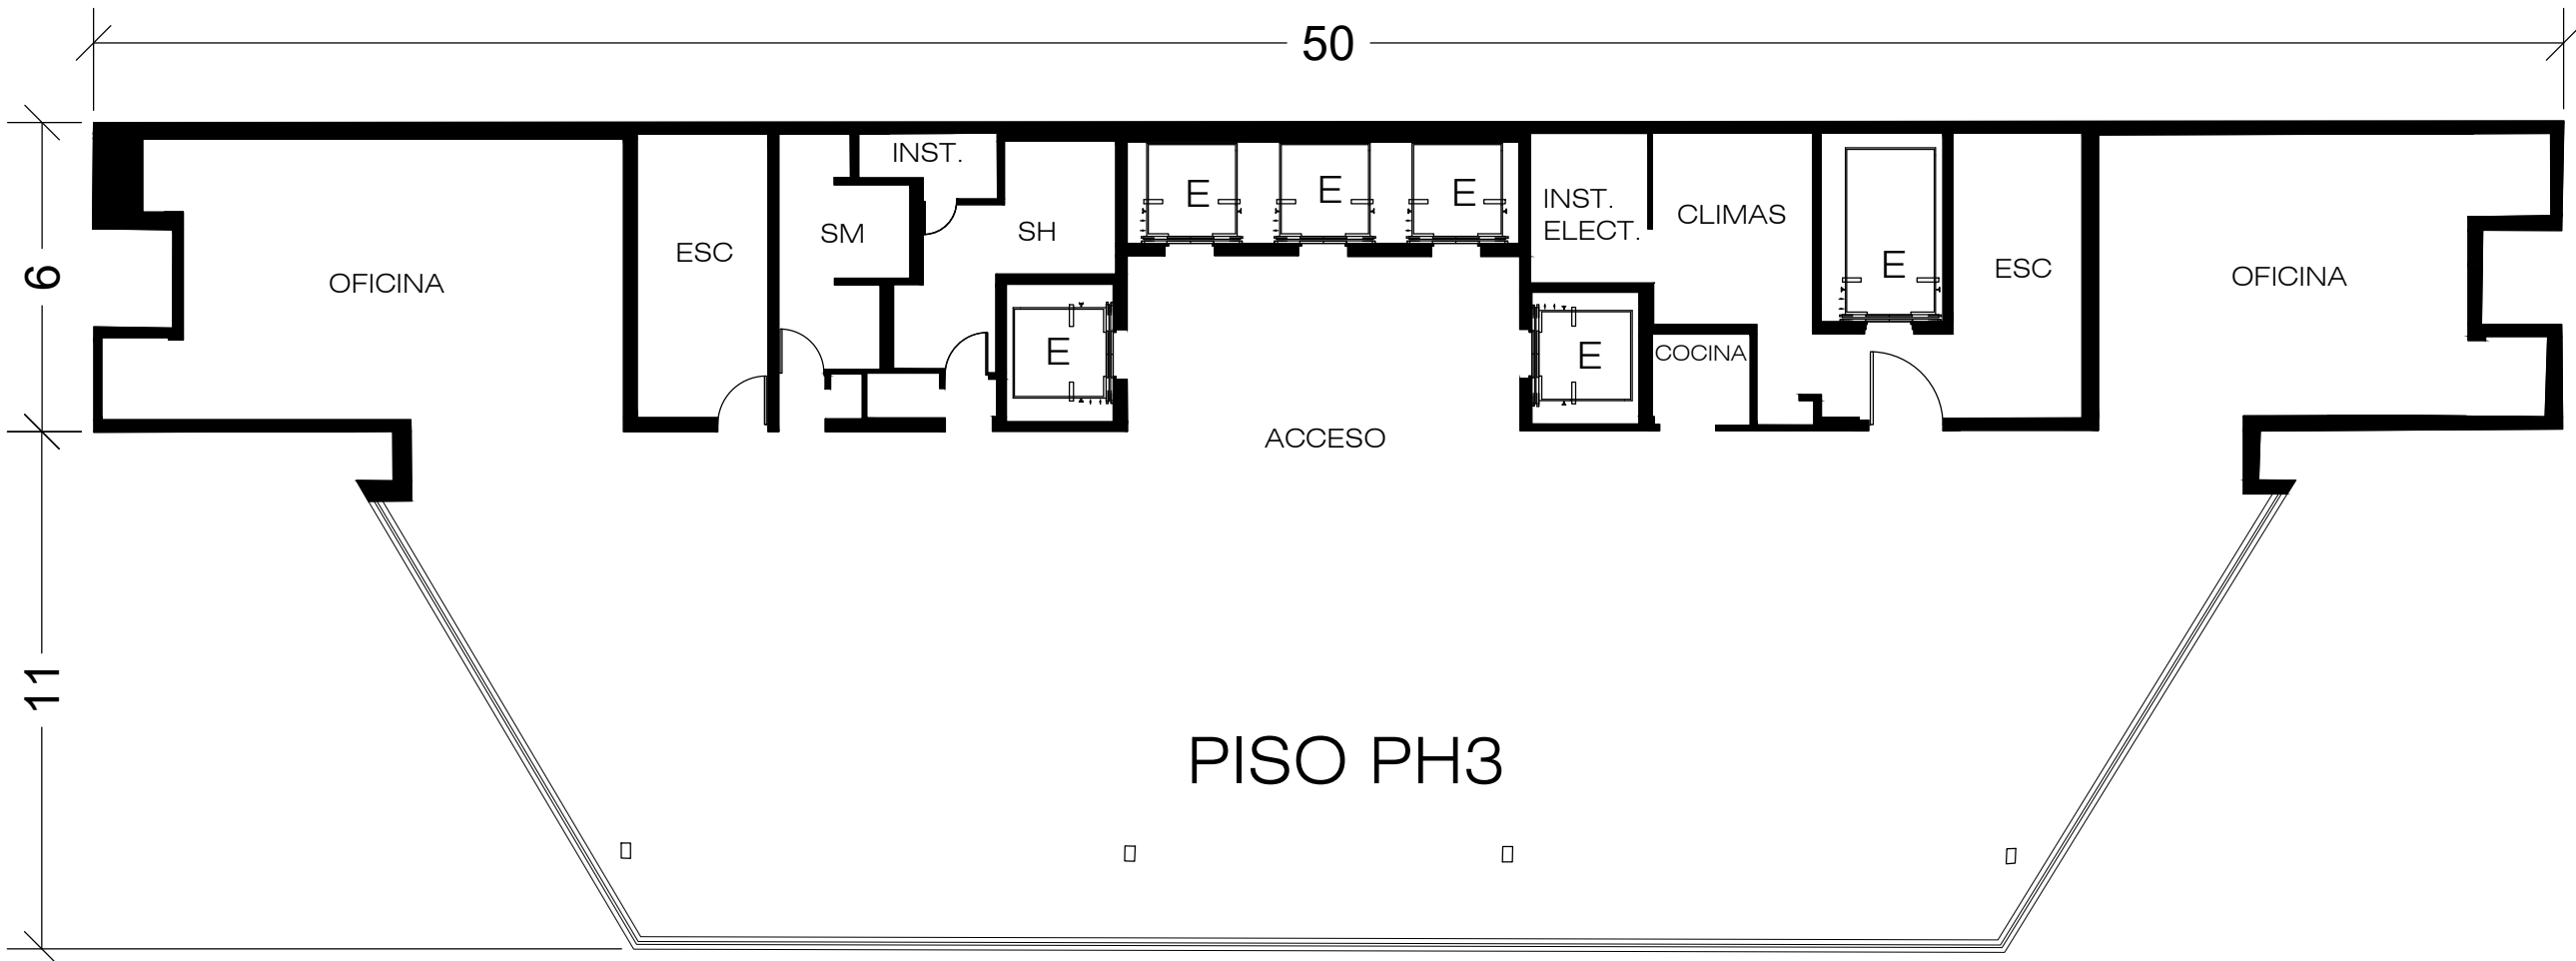 50
INST.
E
E
E
INST.
ELECT.
CLIMAS
SM
SH
ESC
E
ESC
OFICINA
OFICINA
6
E
E
COCINA
ACCESO
11
PISO PH3